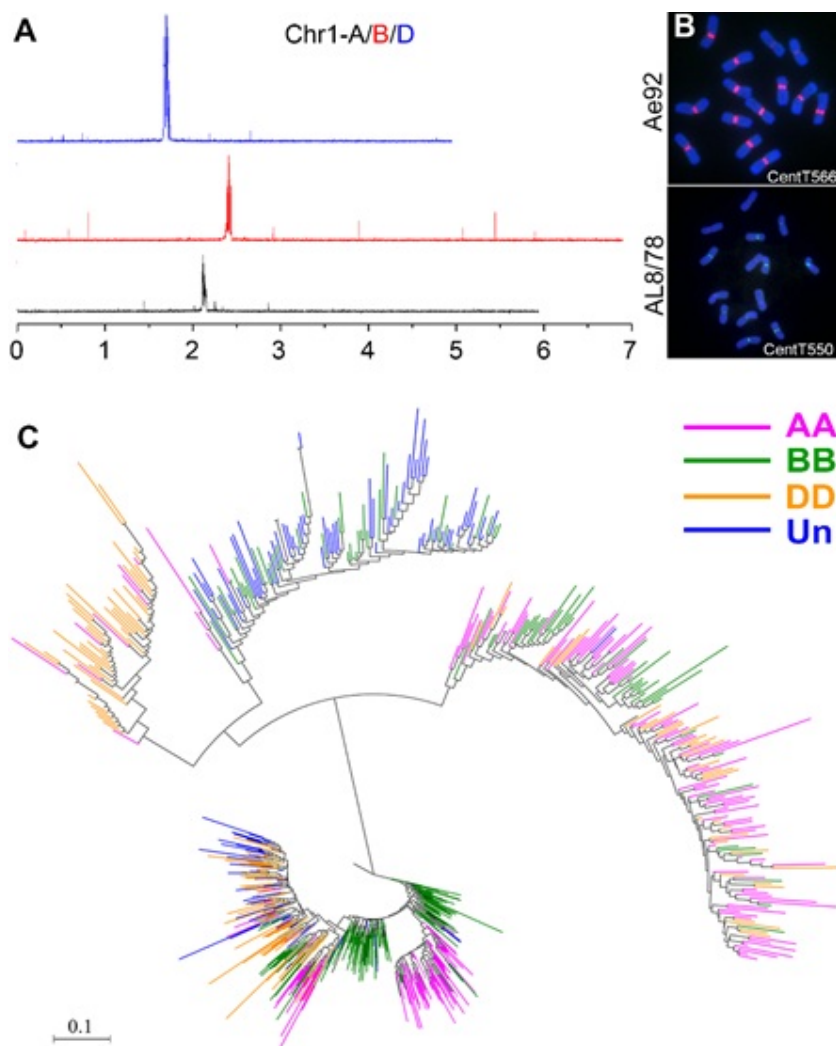 A
Chr1-A/B/D
0 1 2 3 4 5 6 7
B
Ae92
CentT566
AL8/78
CentT550
C
AA
BB
DD
Un
0.1